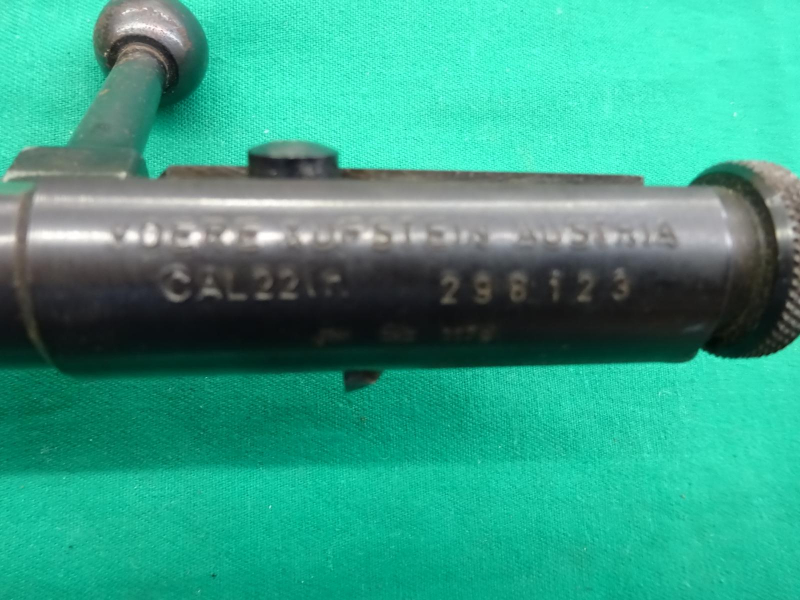 VOERE KUFSTEIN AUSTRIA
CAL22lr. 298123